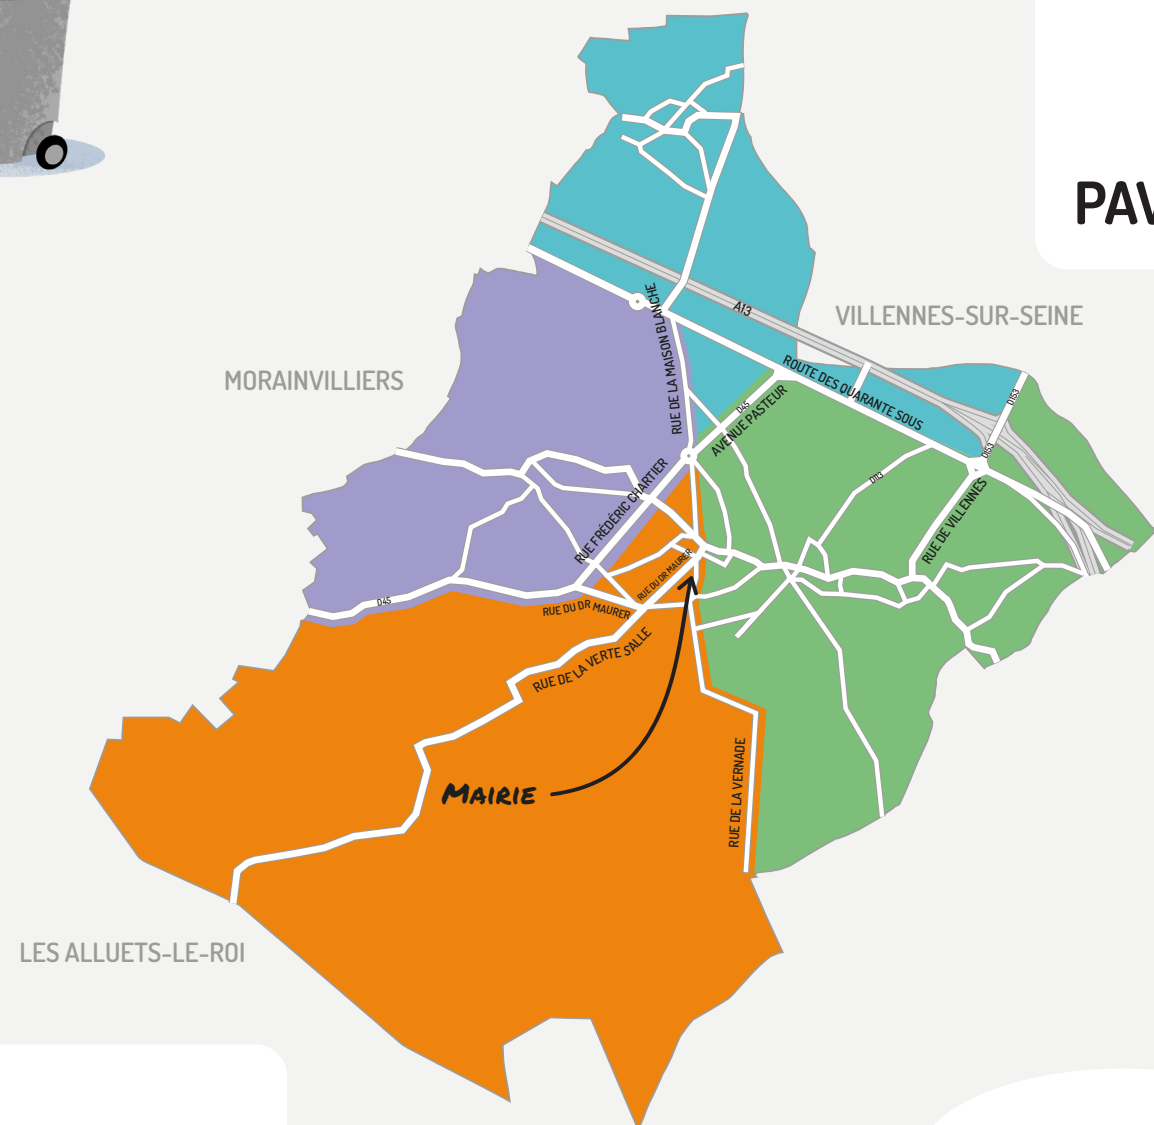 PAV
VILLENNES-SUR-SEINE
A13
RUE DE LA MAISON BLANCHE
MORAINVILLIERS
ROUTE DES QUARANTE SOUS
D153
D45
AVENUE PASTEUR
D153
RUE FRÉDÉRIC CHARTIER
D113
RUE DE VILLENNES
D45
RUE DU DR MAURER
RUE DU DR MAURER
RUE DE LA VERTE SALLE
MAIRIE
RUE DE LA VERNADE
LES ALLUETS-LE-ROI